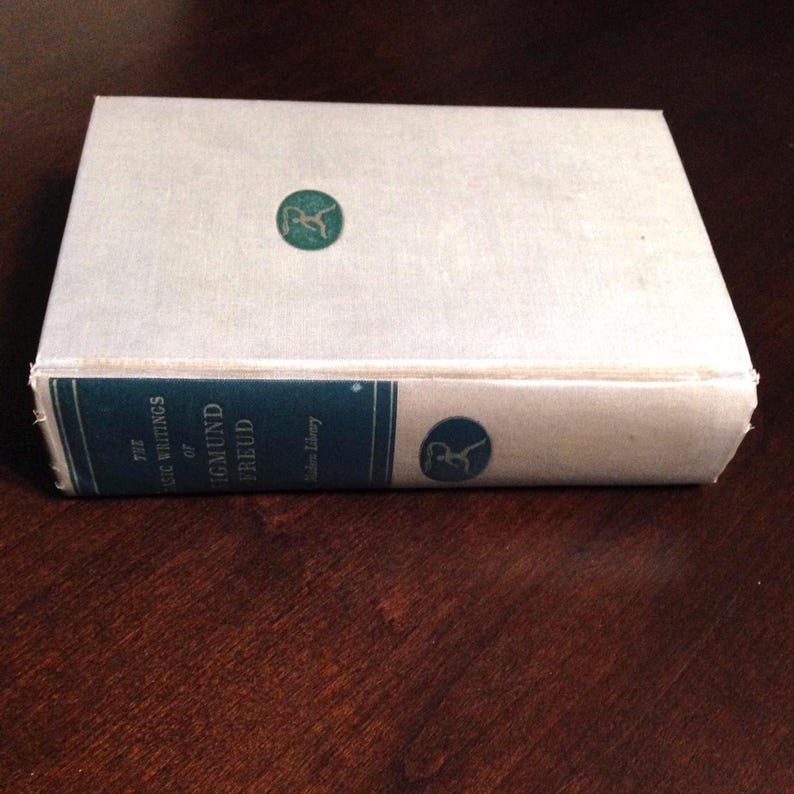 THE
BASIC WRITINGS
OF
SIGMUND
FREUD
Modern Library